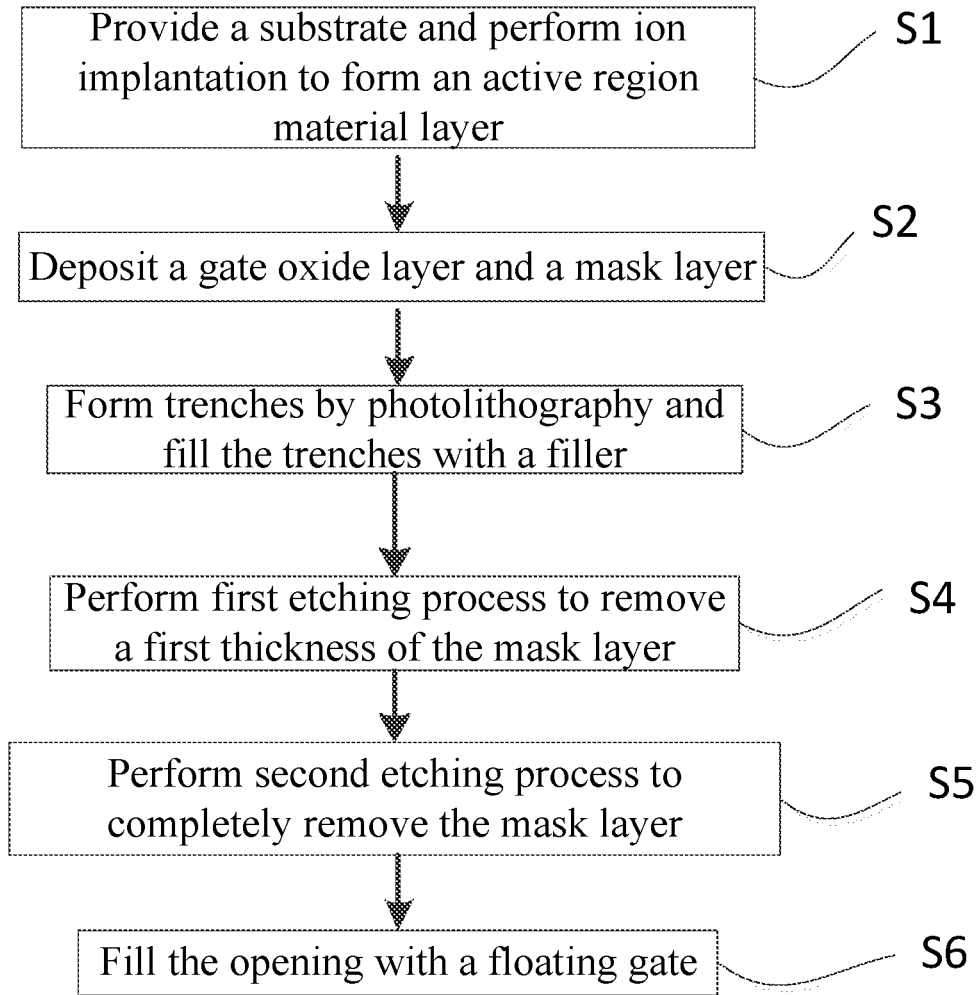 Provide a substrate and perform ion
implantation to form an active region
material layer
S1
Deposit a gate oxide layer and a mask layer
S2
Form trenches by photolithography and
fill the trenches with a filler
S3
Perform first etching process to remove
a first thickness of the mask layer
S4
Perform second etching process to
completely remove the mask layer
S5
Fill the opening with a floating gate
S6